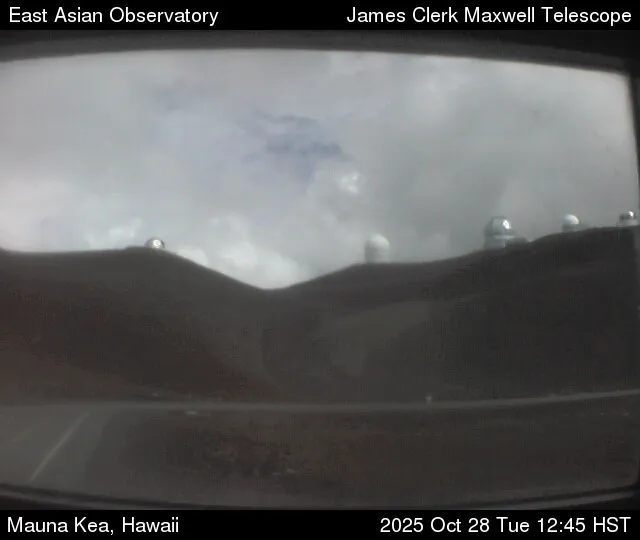 East Asian Observatory
James Clerk Maxwell Telescope
Mauna Kea, Hawaii
2025 Oct 28 Tue 12:45 HST